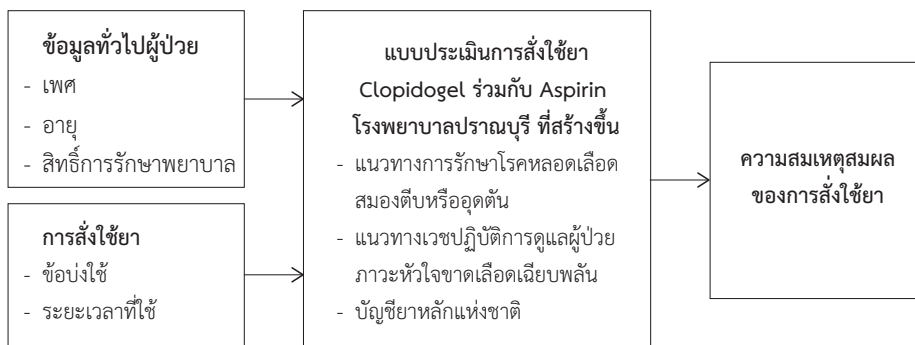 ข้อมูลทั่วไปผู้ป่วย
- เพศ
- อายุ
- สิทธิ์การรักษาพยาบาล
การสั่งใช้ยา
- ข้อบ่งใช้
- ระยะเวลาที่ใช้
แบบประเมินการสั่งใช้ยา
Clopidogel ร่วมกับ Aspirin
โรงพยาบาลปราณบุรี ที่สร้างขึ้น
- แนวทางการรักษาโรคหลอดเลือด
สมองตีบหรืออุดตัน
- แนวทางเวชปฏิบัติการดูแลผู้ป่วย
ภาวะหัวใจขาดเลือดเฉียบพลัน
- บัญชียาหลักแห่งชาติ
ความสมเหตุสมผล
ของการสั่งใช้ยา